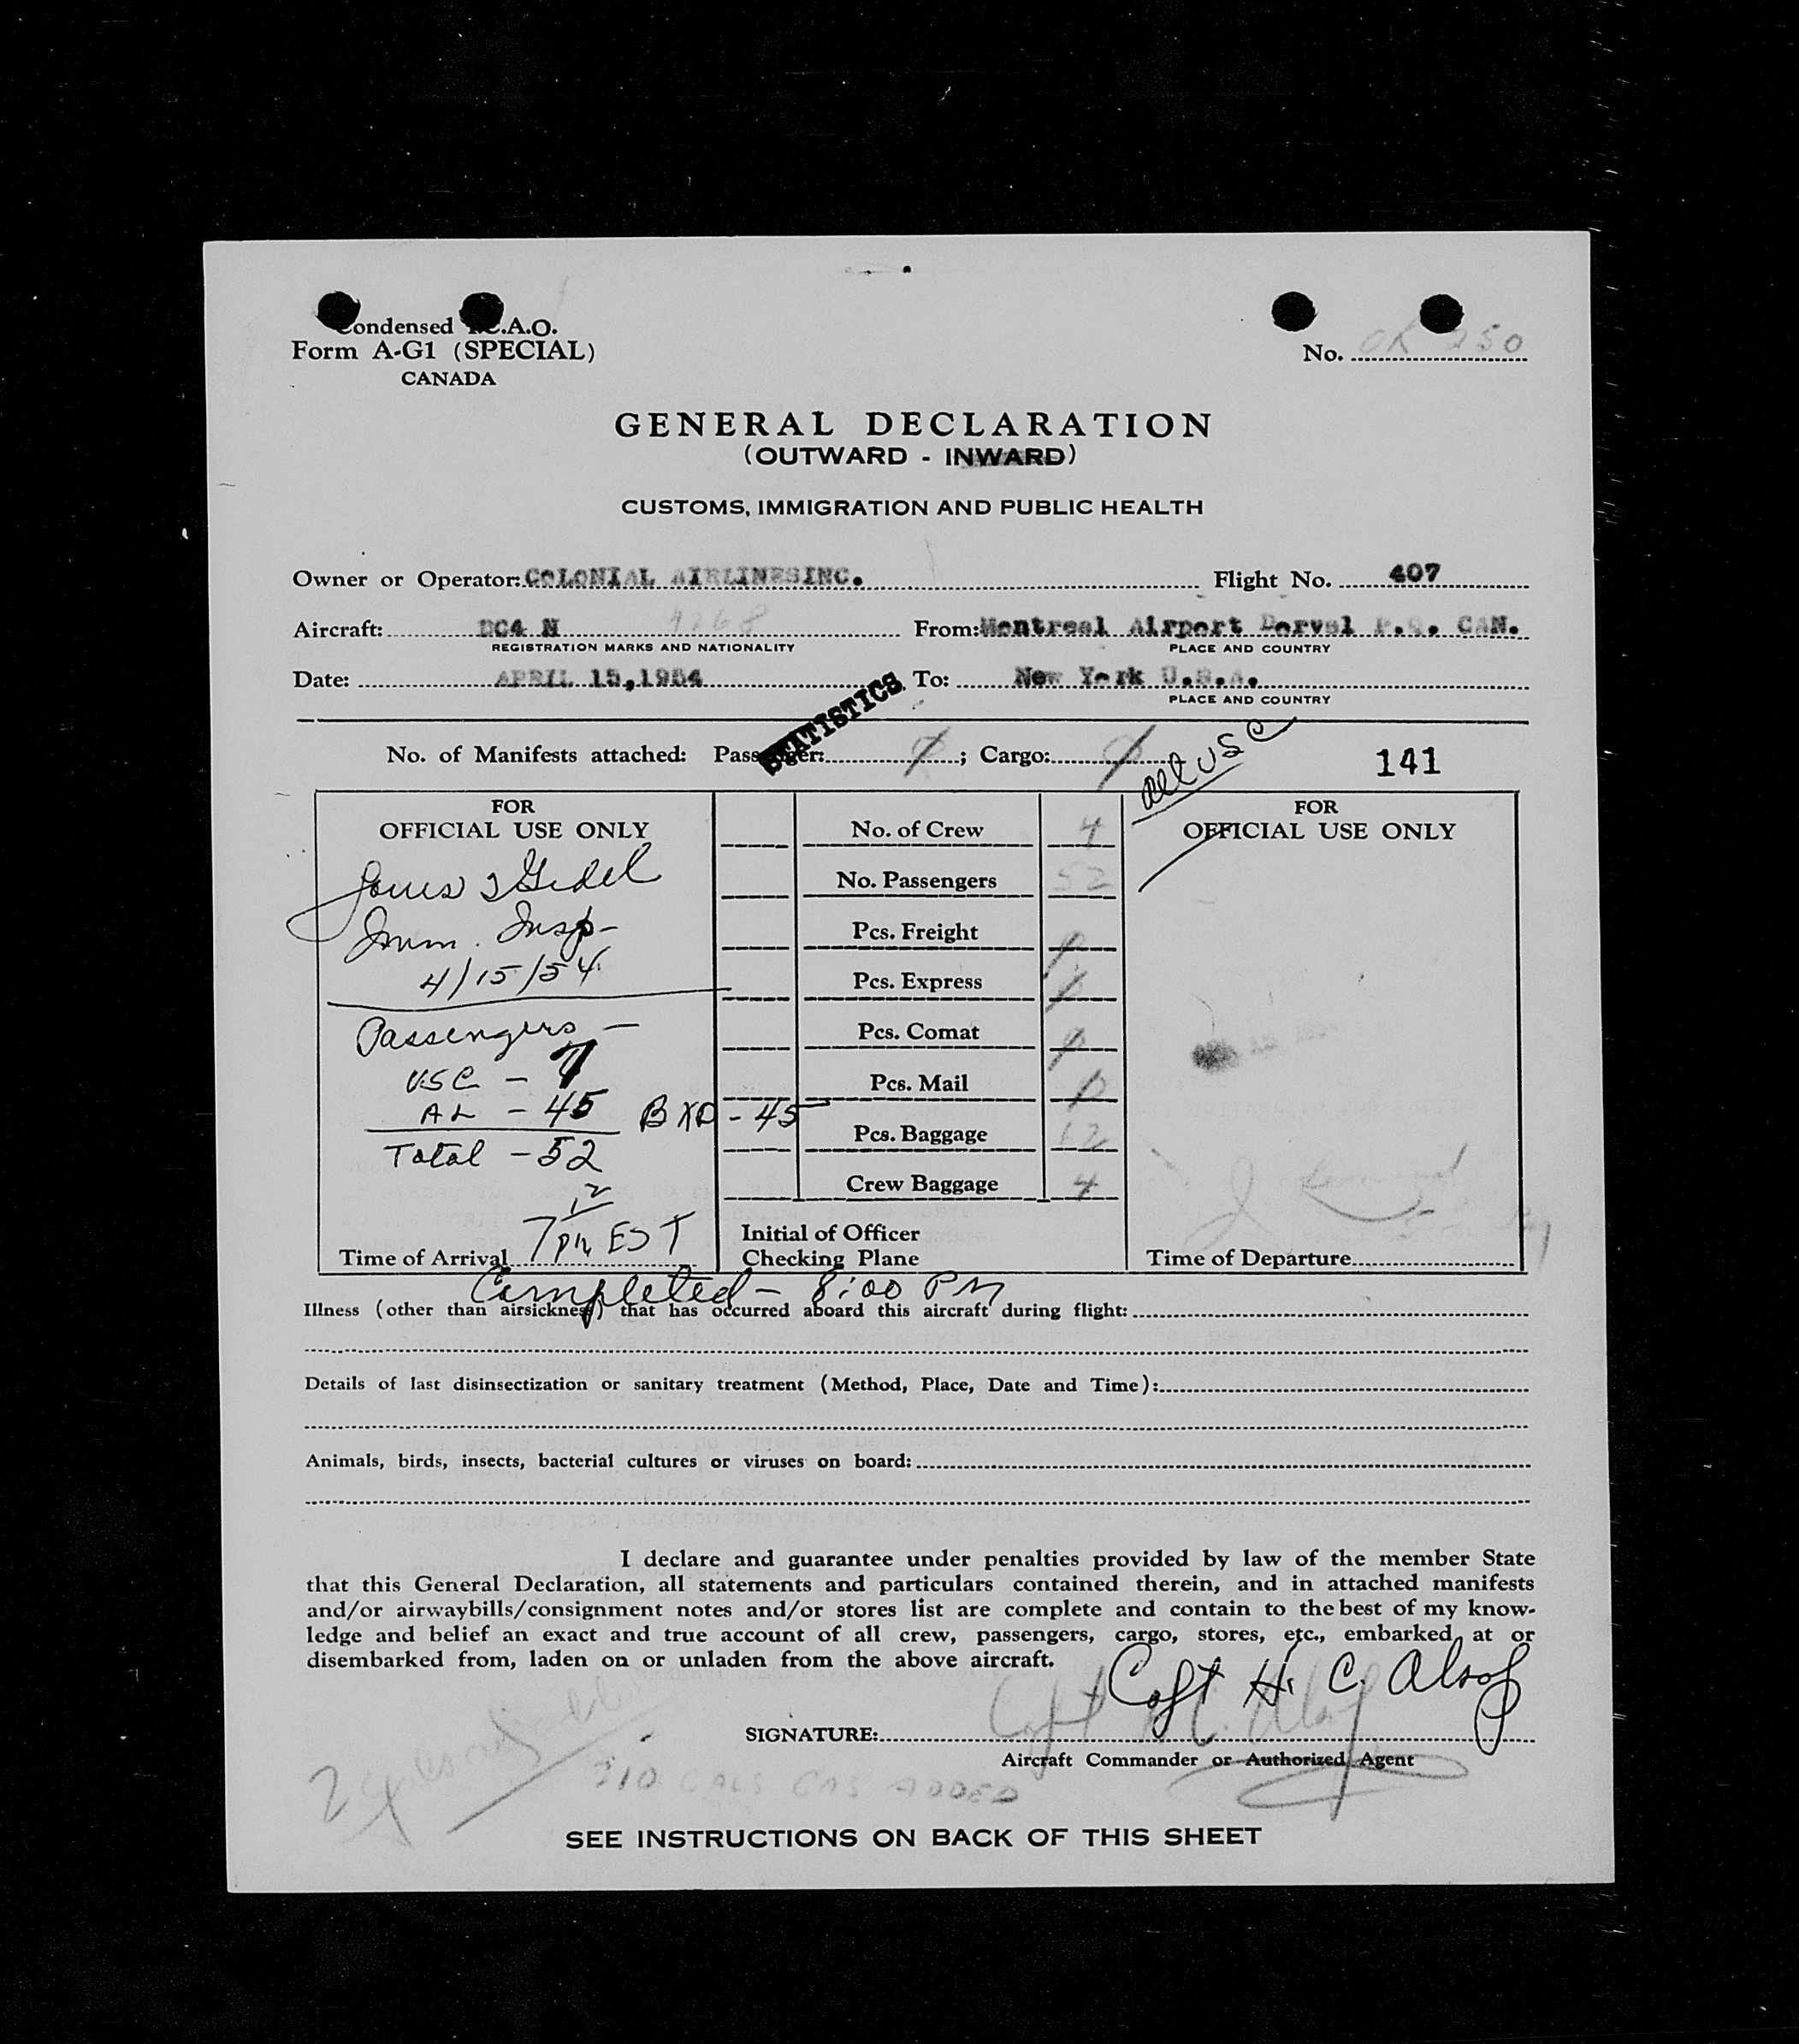 Condensed I.C.A.O.
Form A-G1 (SPECIAL)
CANADA
No. OK 250
GENERAL DECLARATION
(OUTWARD - INWARD)
CUSTOMS, IMMIGRATION AND PUBLIC HEALTH
Owner or Operator: COLONIAL AIRLINESINC. Flight No. 407
Aircraft: DC4 N From: Montreal Airport Dorval P.Q. CAN.
REGISTRATION MARKS AND NATIONALITY PLACE AND COUNTRY
Date: APRIL 15,1954 To: New York U.S.A.
PLACE AND COUNTRY
STATISTICS
No. of Manifests attached: Passenger: ; Cargo: 141
all USC
FOR
OFFICIAL USE ONLY
Imm. Insp-
4/15/54
Passengers -
USC - 7
AL - 45 BXD - 45
Total - 52
12
Time of Arrival 7 PM EST
No. of Crew 4
No. Passengers 52
Pcs. Freight
Pcs. Express
Pcs. Comat
Pcs. Mail
Pcs. Baggage
Crew Baggage 4
Initial of Officer
Checking Plane
FOR
OFFICIAL USE ONLY
Time of Departure
Completed - 8:00 PM
Illness (other than airsickness) that has occurred aboard this aircraft during flight:
Details of last disinsectization or sanitary treatment (Method, Place, Date and Time):
Animals, birds, insects, bacterial cultures or viruses on board:
I declare and guarantee under penalties provided by law of the member State
that this General Declaration, all statements and particulars contained therein, and in attached manifests
and/or airwaybills/consignment notes and/or stores list are complete and contain to the best of my know-
ledge and belief an exact and true account of all crew, passengers, cargo, stores, etc., embarked at or
disembarked from, laden on or unladen from the above aircraft.
Capt H. C. Alsop
SIGNATURE:
Aircraft Commander or Authorized Agent
210 GALS GAS ADDED
SEE INSTRUCTIONS ON BACK OF THIS SHEET